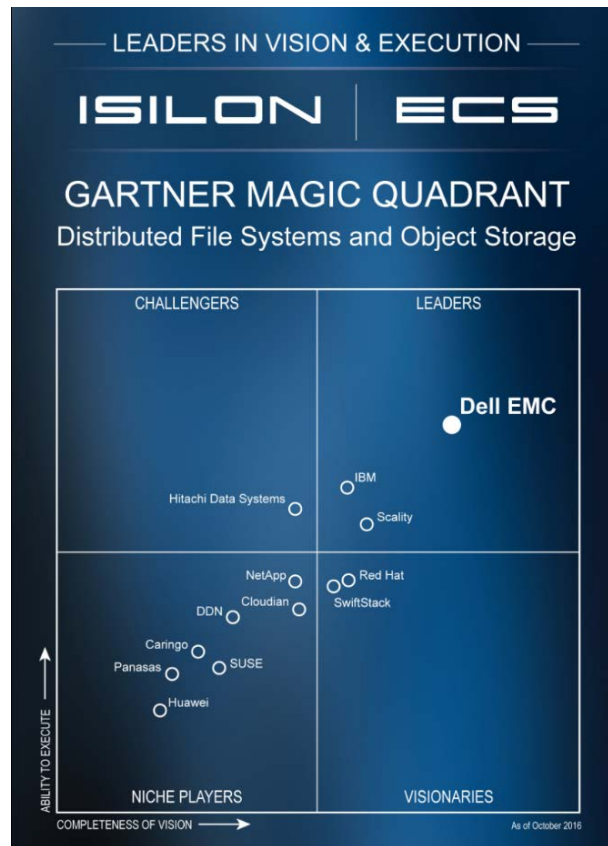 LEADERS IN VISION & EXECUTION
ISILON | ECS
GARTNER MAGIC QUADRANT
Distributed File Systems and Object Storage
CHALLENGERS
LEADERS
Dell EMC
IBM
Hitachi Data Systems
Scality
NetApp
Red Hat
Cloudian
SwiftStack
DDN
Caringo
Panasas
SUSE
Huawei
ABILITY TO EXECUTE
NICHE PLAYERS
VISIONARIES
COMPLETENESS OF VISION
As of October 2016